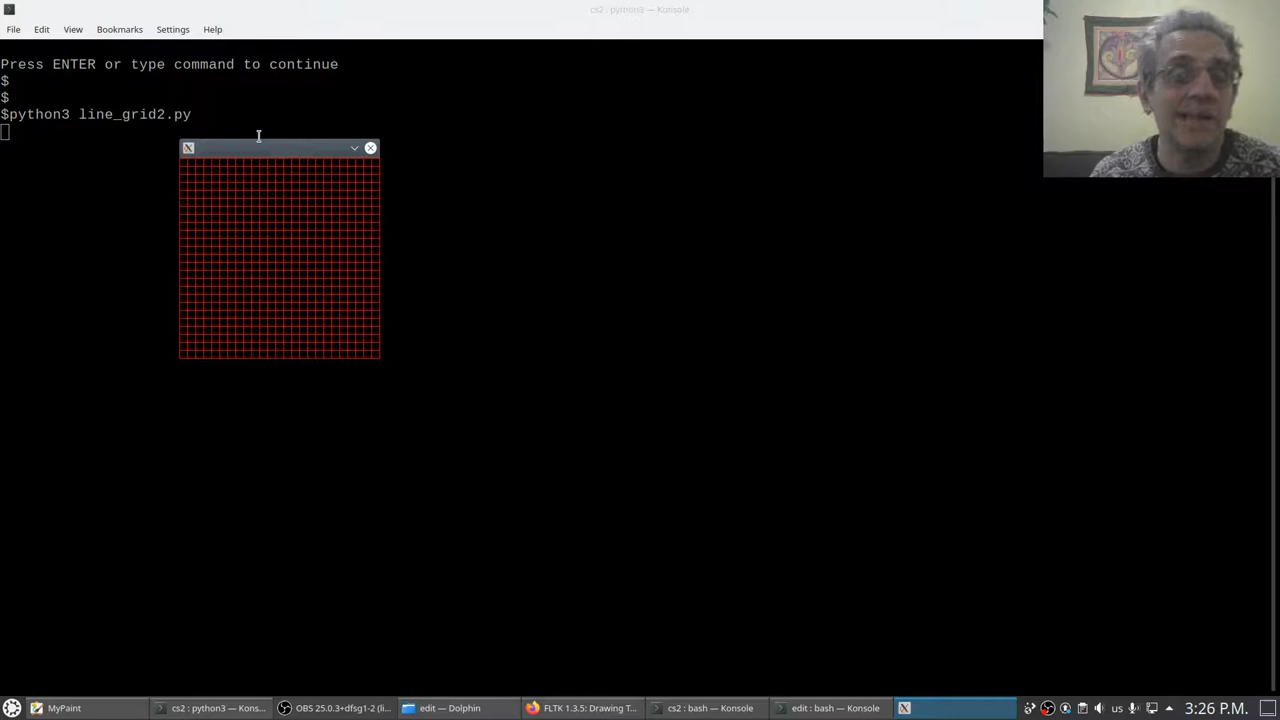 cs2 : python3 — Konsole
File Edit View Bookmarks Settings Help
Press ENTER or type command to continue
$
$
$python3 line_grid2.py
MyPaint
cs2 : python3 — Kons...
OBS 25.0.3+dfsg1-2 (li...
edit — Dolphin
FLTK 1.3.5: Drawing T...
cs2 : bash — Konsole
edit : bash — Konsole
us
3:26 P.M.